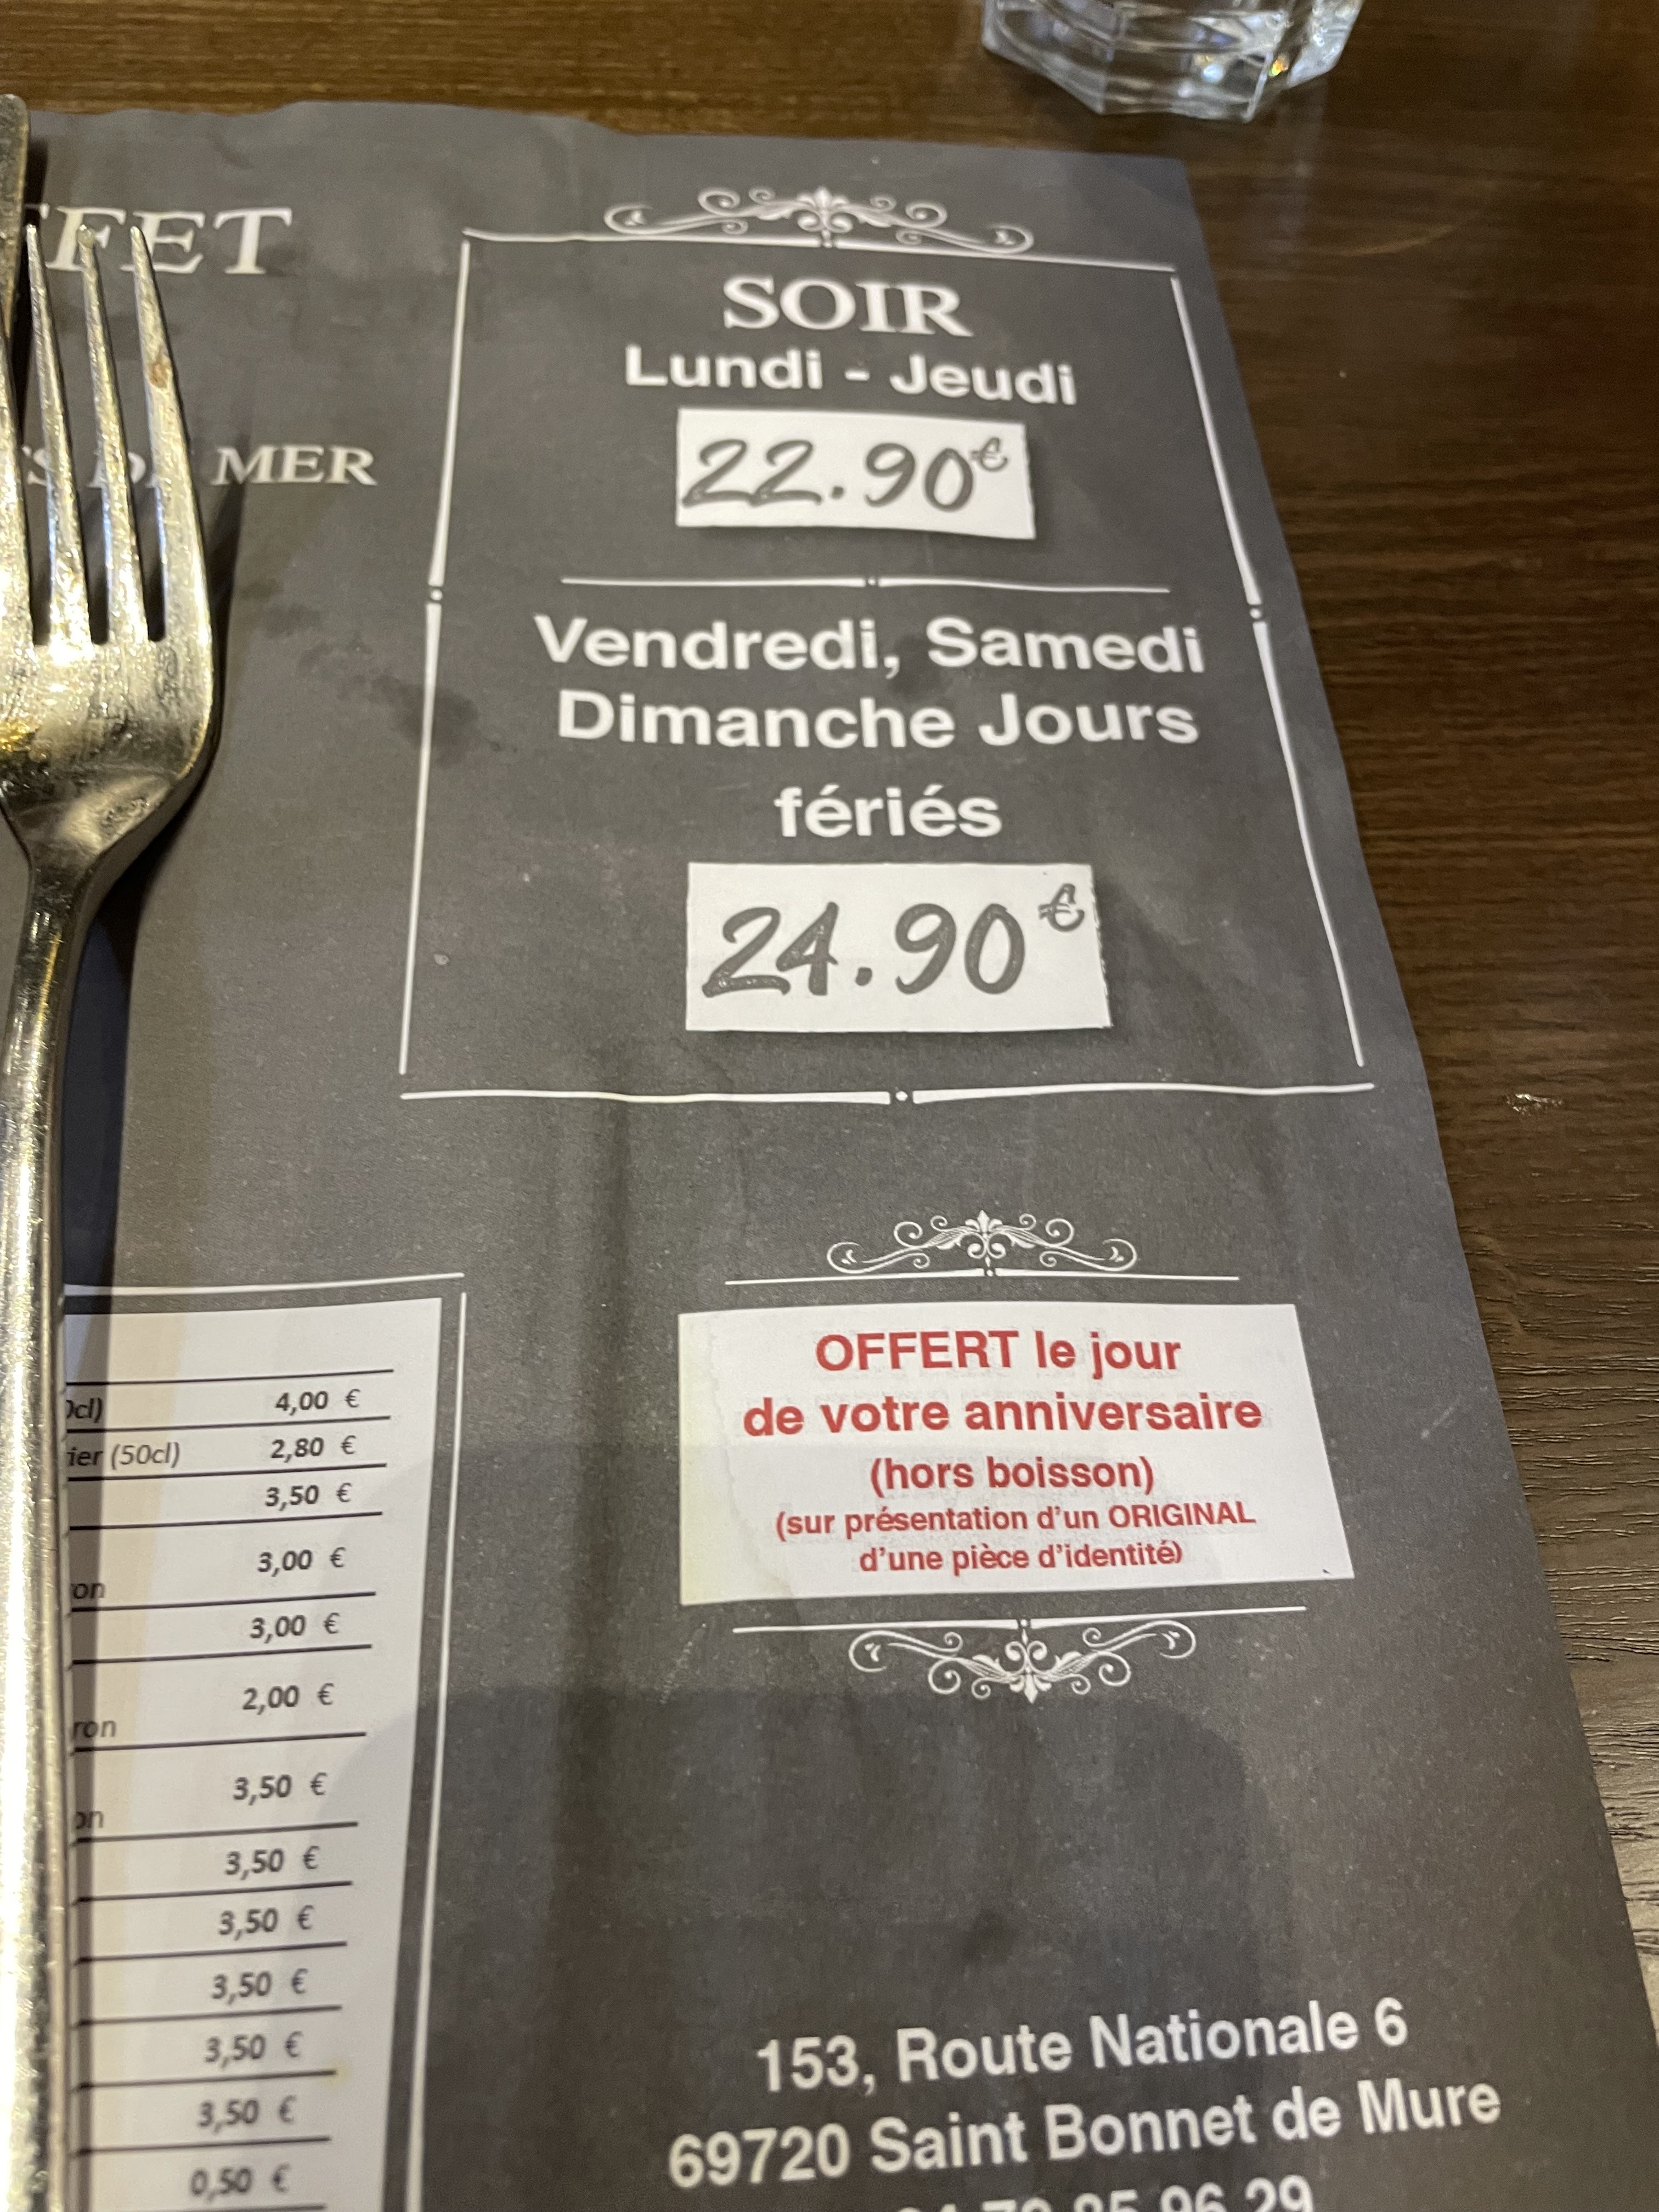 SOIR
Lundi - Jeudi
22.90€
MER
Vendredi, Samedi
Dimanche Jours
fériés
24.90€
OFFERT le jour
de votre anniversaire
(hors boisson)
(sur présentation d'un ORIGINAL
d'une pièce d'identité)
4,00 €
(50cl) 2,80 €
3,50 €
3,00 €
3,00 €
2,00 €
3,50 €
3,50 €
3,50 €
3,50 €
3,50 €
3,50 €
0,50 €
153, Route Nationale 6
69720 Saint Bonnet de Mure